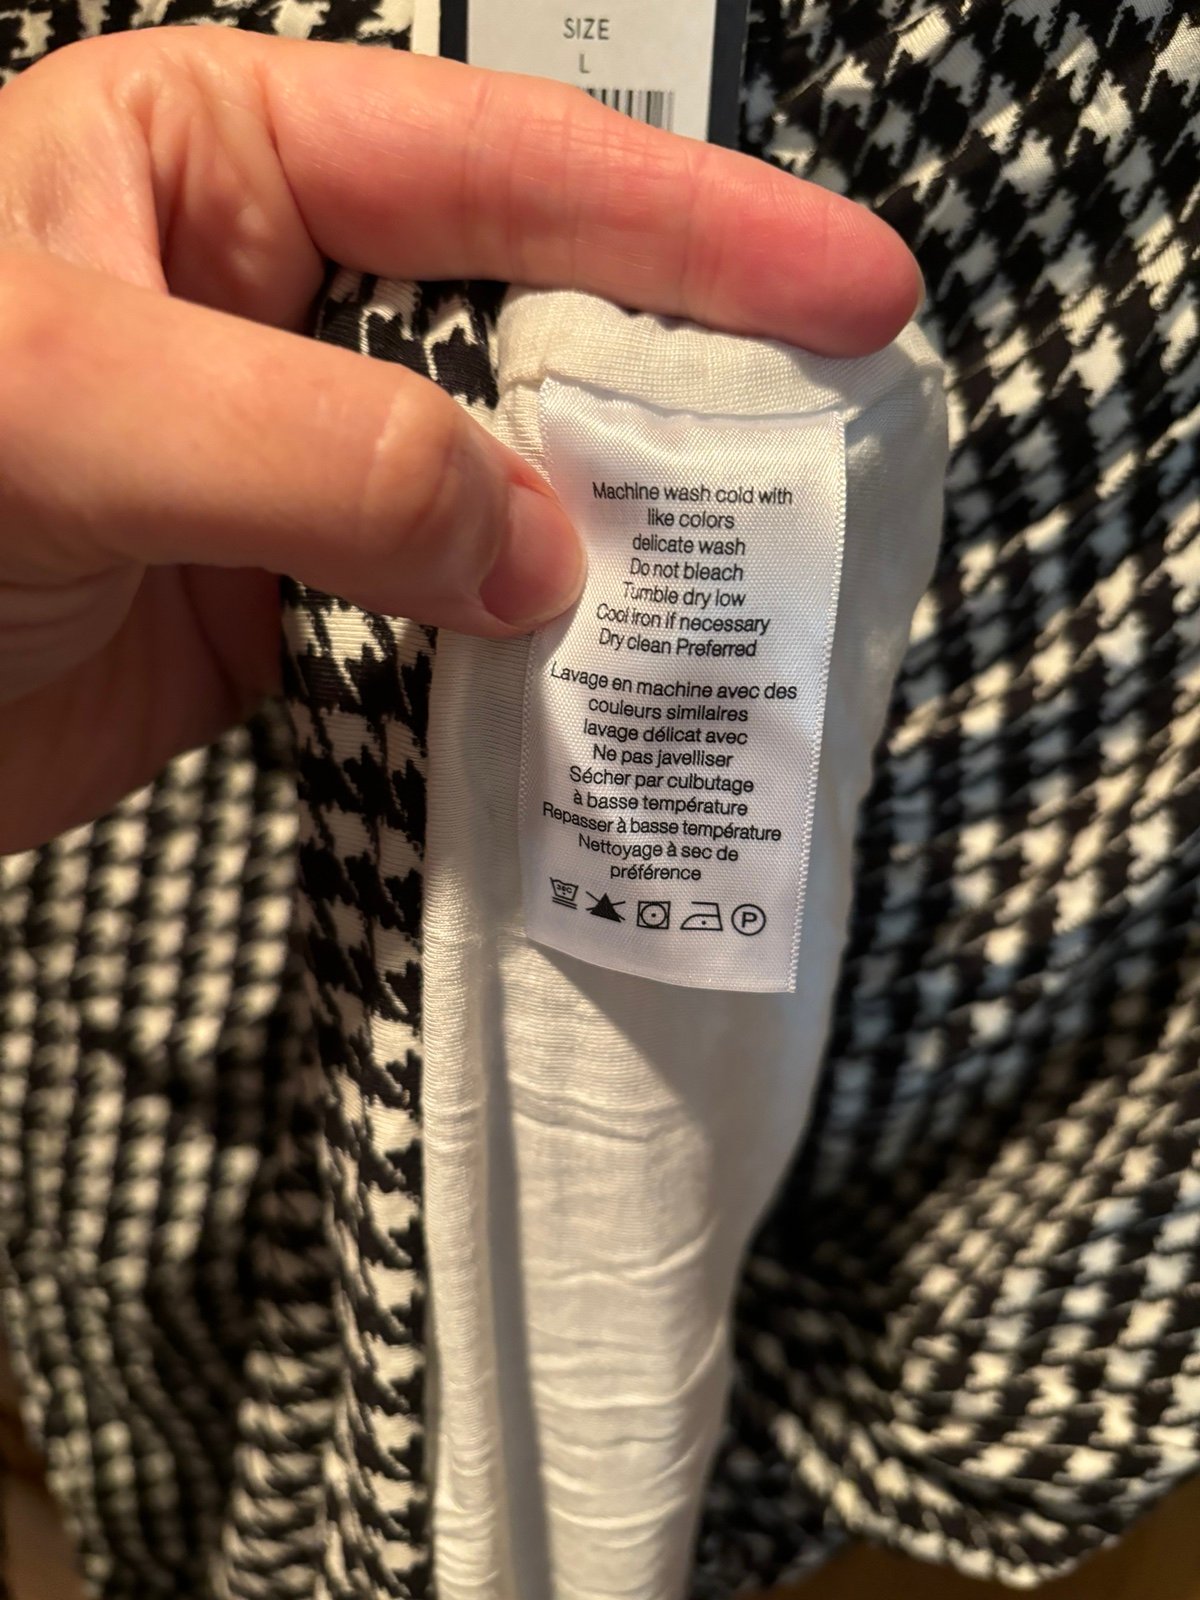 SIZE
L
Machine wash cold with
like colors
delicate wash
Do not bleach
Tumble dry low
Cool iron if necessary
Dry clean Preferred
Lavage en machine avec des
couleurs similaires
lavage délicat avec
Ne pas javelliser
Sécher par culbutage
à basse température
Repasser à basse température
Nettoyage à sec de
préférence
30C
P